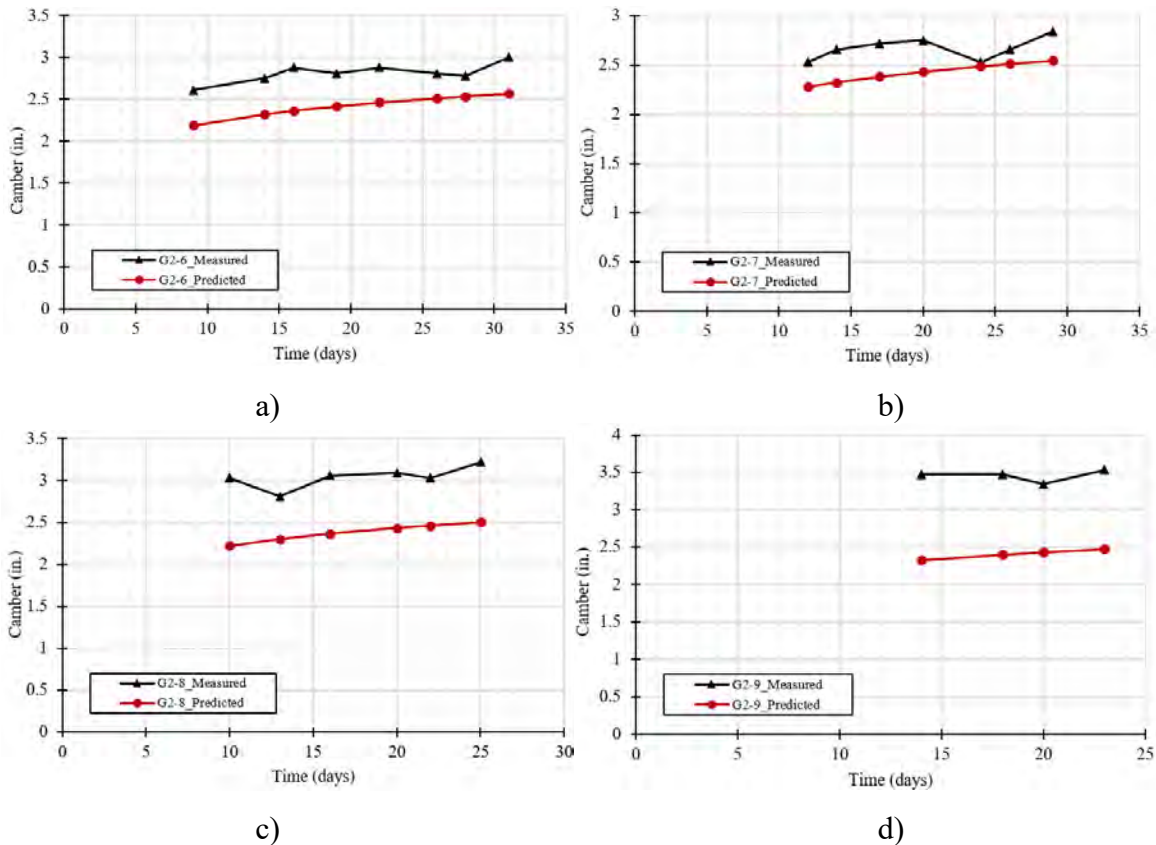 3.5
3
2.5
2
1.5
1
0.5
0
Camber (in.)
G2-6_Measured
G2-6_Predicted
0 5 10 15 20 25 30 35
Time (days)
a)
3
2.5
2
1.5
1
0.5
0
Camber (in.)
G2-7_Measured
G2-7_Predicted
0 5 10 15 20 25 30 35
Time (days)
b)
3.5
3
2.5
2
1.5
1
0.5
0
Camber (in.)
G2-8_Measured
G2-8_Predicted
0 5 10 15 20 25 30
Time (days)
c)
4
3.5
3
2.5
2
1.5
1
0.5
0
Camber (in.)
G2-9_Measured
G2-9_Predicted
0 5 10 15 20 25
Time (days)
d)